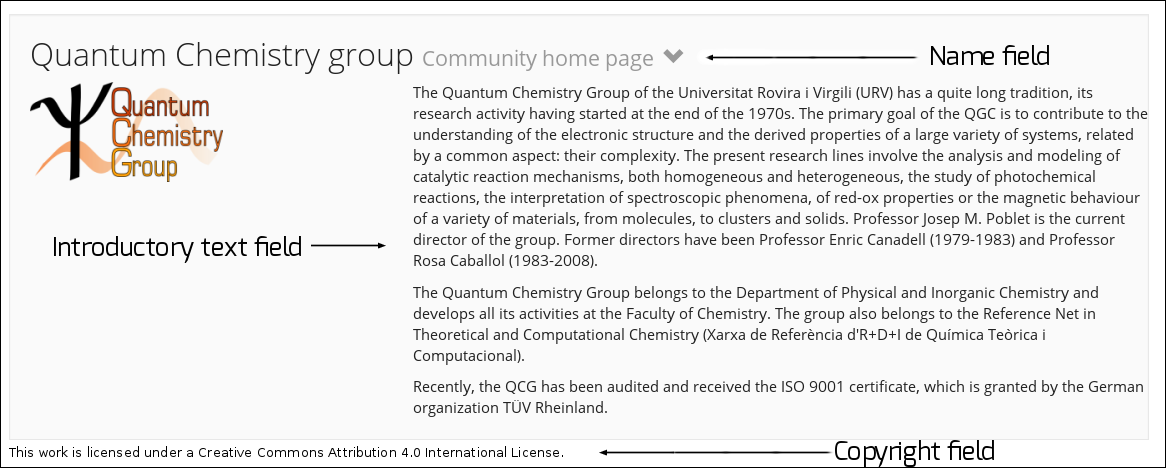 Quantum Chemistry group Community home page
Name field
Quantum
Chemistry
Group
The Quantum Chemistry Group of the Universitat Rovira i Virgili (URV) has a quite long tradition, its
research activity having started at the end of the 1970s. The primary goal of the QGC is to contribute to the
understanding of the electronic structure and the derived properties of a large variety of systems, related
by a common aspect: their complexity. The present research lines involve the analysis and modeling of
catalytic reaction mechanisms, both homogeneous and heterogeneous, the study of photochemical
reactions, the interpretation of spectroscopic phenomena, of red-ox properties or the magnetic behaviour
of a variety of materials, from molecules, to clusters and solids. Professor Josep M. Poblet is the current
director of the group. Former directors have been Professor Enric Canadell (1979-1983) and Professor
Rosa Caballol (1983-2008).
Introductory text field
The Quantum Chemistry Group belongs to the Department of Physical and Inorganic Chemistry and
develops all its activities at the Faculty of Chemistry. The group also belongs to the Reference Net in
Theoretical and Computational Chemistry (Xarxa de Referència d'R+D+I de Química Teòrica i
Computacional).
Recently, the QCG has been audited and received the ISO 9001 certificate, which is granted by the German
organization TÜV Rheinland.
This work is licensed under a Creative Commons Attribution 4.0 International License.
Copyright field